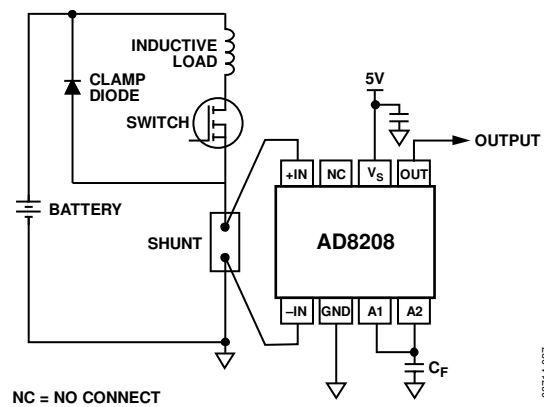 INDUCTIVE
LOAD
CLAMP
DIODE
5V
SWITCH
OUTPUT
+IN NC VS OUT
BATTERY
AD8208
SHUNT
–IN GND A1 A2
CF
NC = NO CONNECT